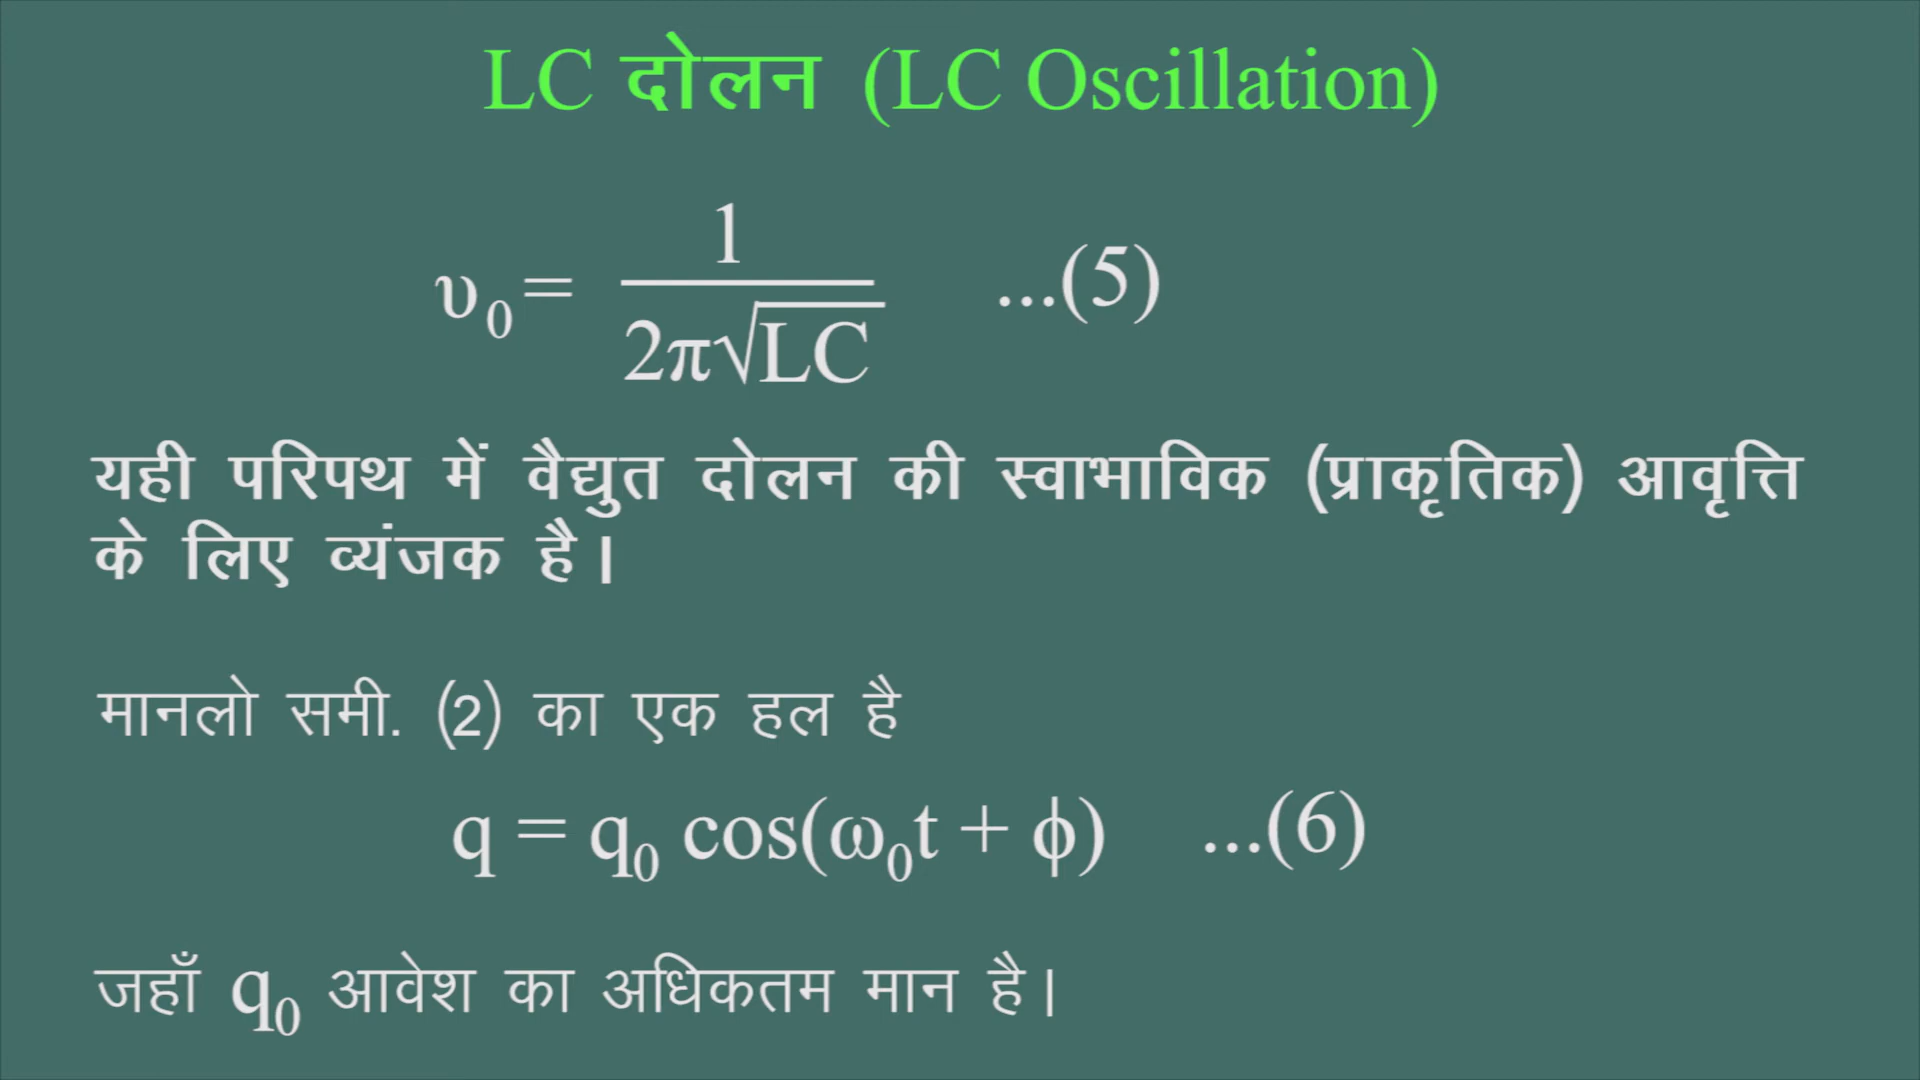 LC दोलन (LC Oscillation)
υ₀ = 1 / 2π√LC ...(5)
यही परिपथ में वैद्युत दोलन की स्वाभाविक (प्राकृतिक) आवृत्ति
के लिए व्यंजक है।
मानलो समी. (2) का एक हल है
q = q₀ cos(ω₀t + ϕ) ...(6)
जहाँ q₀ आवेश का अधिकतम मान है।